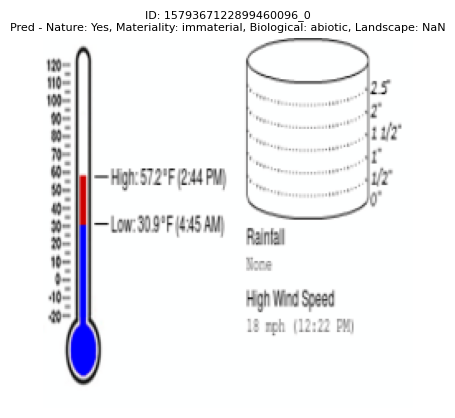 ID: 1579367122899460096_0
Pred - Nature: Yes, Materiality: immaterial, Biological: abiotic, Landscape: NaN
120
110
100
90
80
70
60
50
40
30
20
10
0
-10
-20
High: 57.2°F (2:44 PM)
Low: 30.9°F (4:45 AM)
2.5"
2"
1 1/2"
1"
1/2"
0"
Rainfall
None
High Wind Speed
18 mph (12:22 PM)